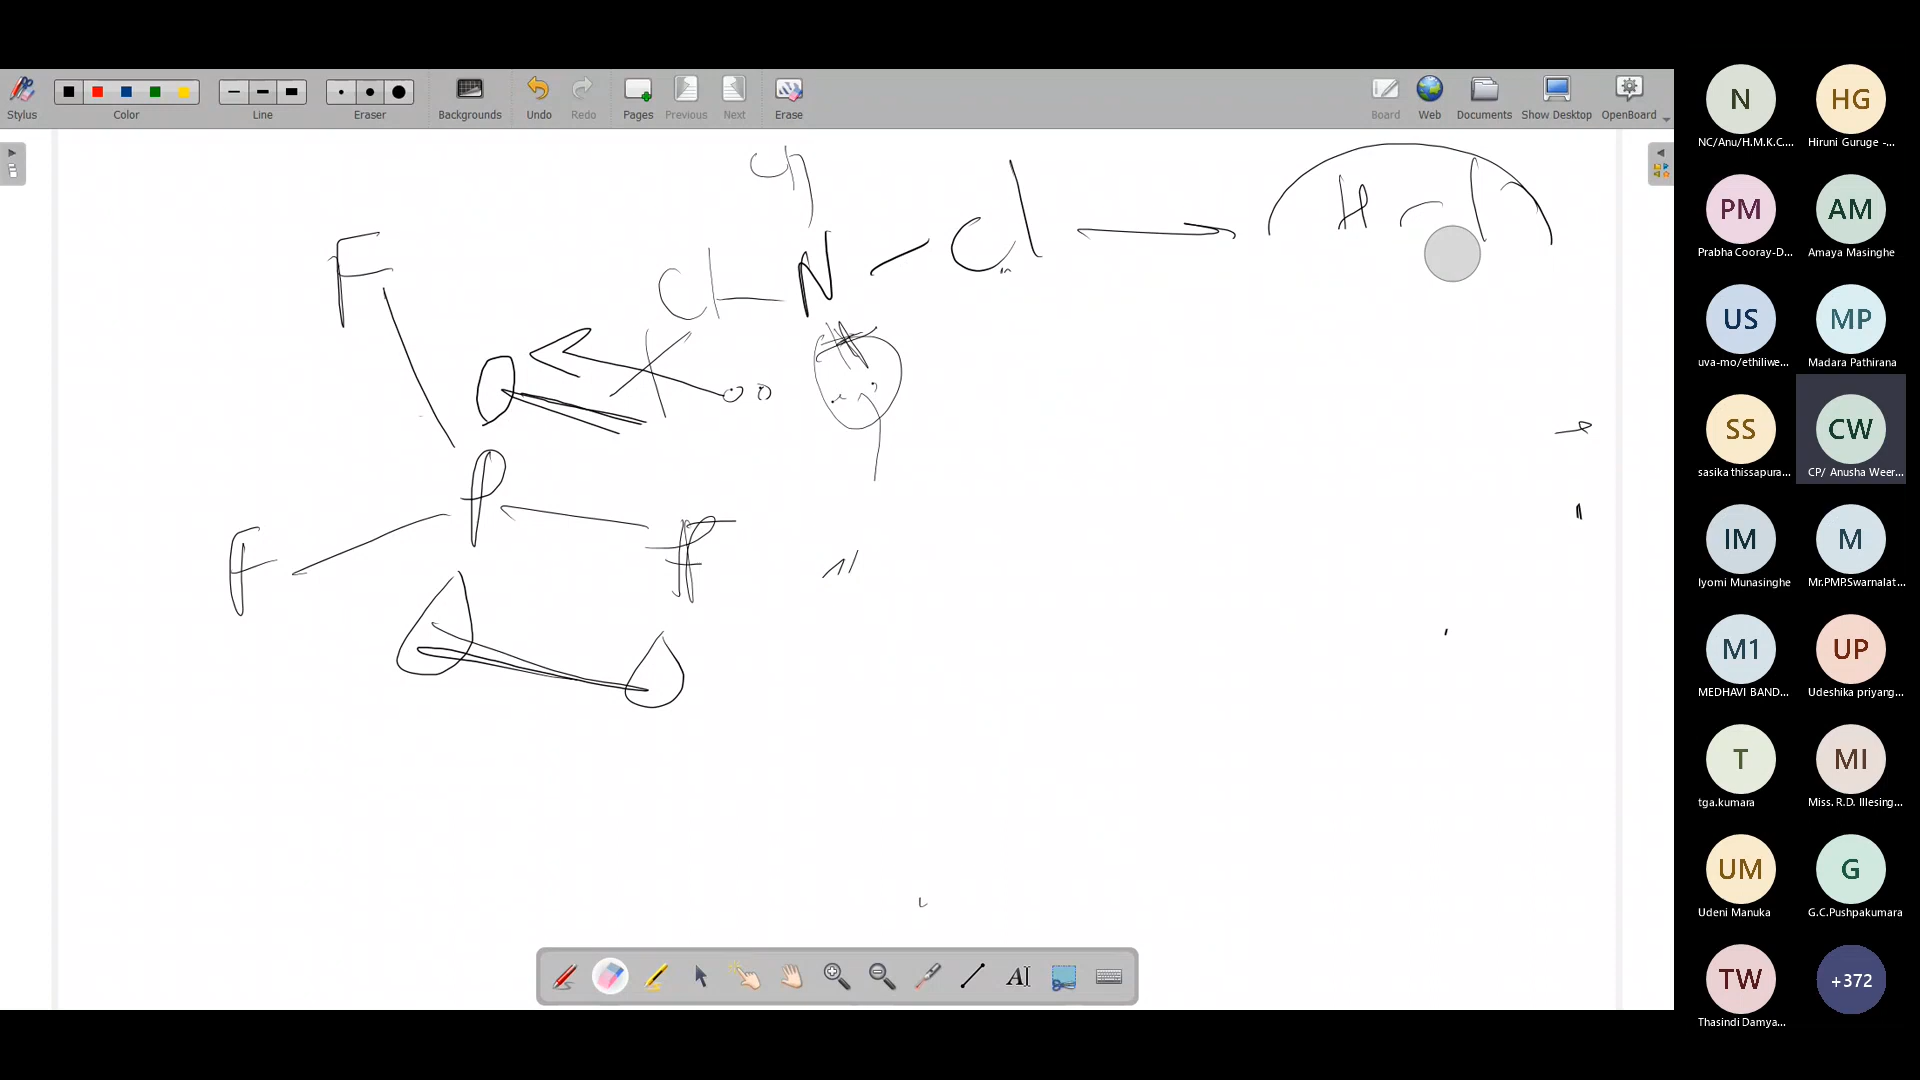 Stylus
Color
Line
Eraser
Backgrounds
Undo
Redo
Pages
Previous
Next
Erase
Board
Web
Documents
Show Desktop
OpenBoard
Cl
F
Cl
N
Cl
H
P
F
F
AI
N
NC/Anu/H.M.K.C....
HG
Hiruni Guruge -...
PM
Prabha Cooray-D...
AM
Amaya Masinghe
US
uva-mo/ethiliwe...
MP
Madara Pathirana
SS
sasika thissapura...
CW
CP/ Anusha Weer...
IM
Iyomi Munasinghe
M
Mr.PMP.Swarnalat...
M1
MEDHAVI BAND...
UP
Udeshika priyang...
T
tga.kumara
MI
Miss. R.D. Illesing...
UM
Udeni Manuka
G
G.C.Pushpakumara
TW
Thasindi Damya...
+372